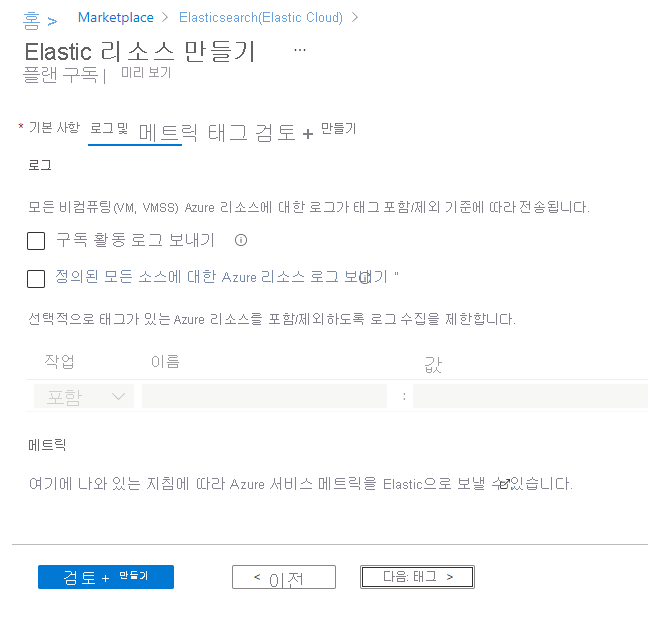 홈 > Marketplace > Elasticsearch(Elastic Cloud) >
Elastic 리소스 만들기 ...
플랜 구독| 미리 보기
* 기본 사항 로그 및 메트릭 태그 검토 + 만들기
로그
모든 비컴퓨팅(VM, VMSS) Azure 리소스에 대한 로그가 태그 포함/제외 기준에 따라 전송됩니다.
구독 활동 로그 보내기
정의된 모든 소스에 대한 Azure 리소스 로그 보내기 "
선택적으로 태그가 있는 Azure 리소스를 포함/제외하도록 로그 수집을 제한합니다.
작업 이름 값
포함 :
메트릭
여기에 나와 있는 지침에 따라 Azure 서비스 메트릭을 Elastic으로 보낼 수 있습니다.
검토 + 만들기 < 이전 다음: 태그 >